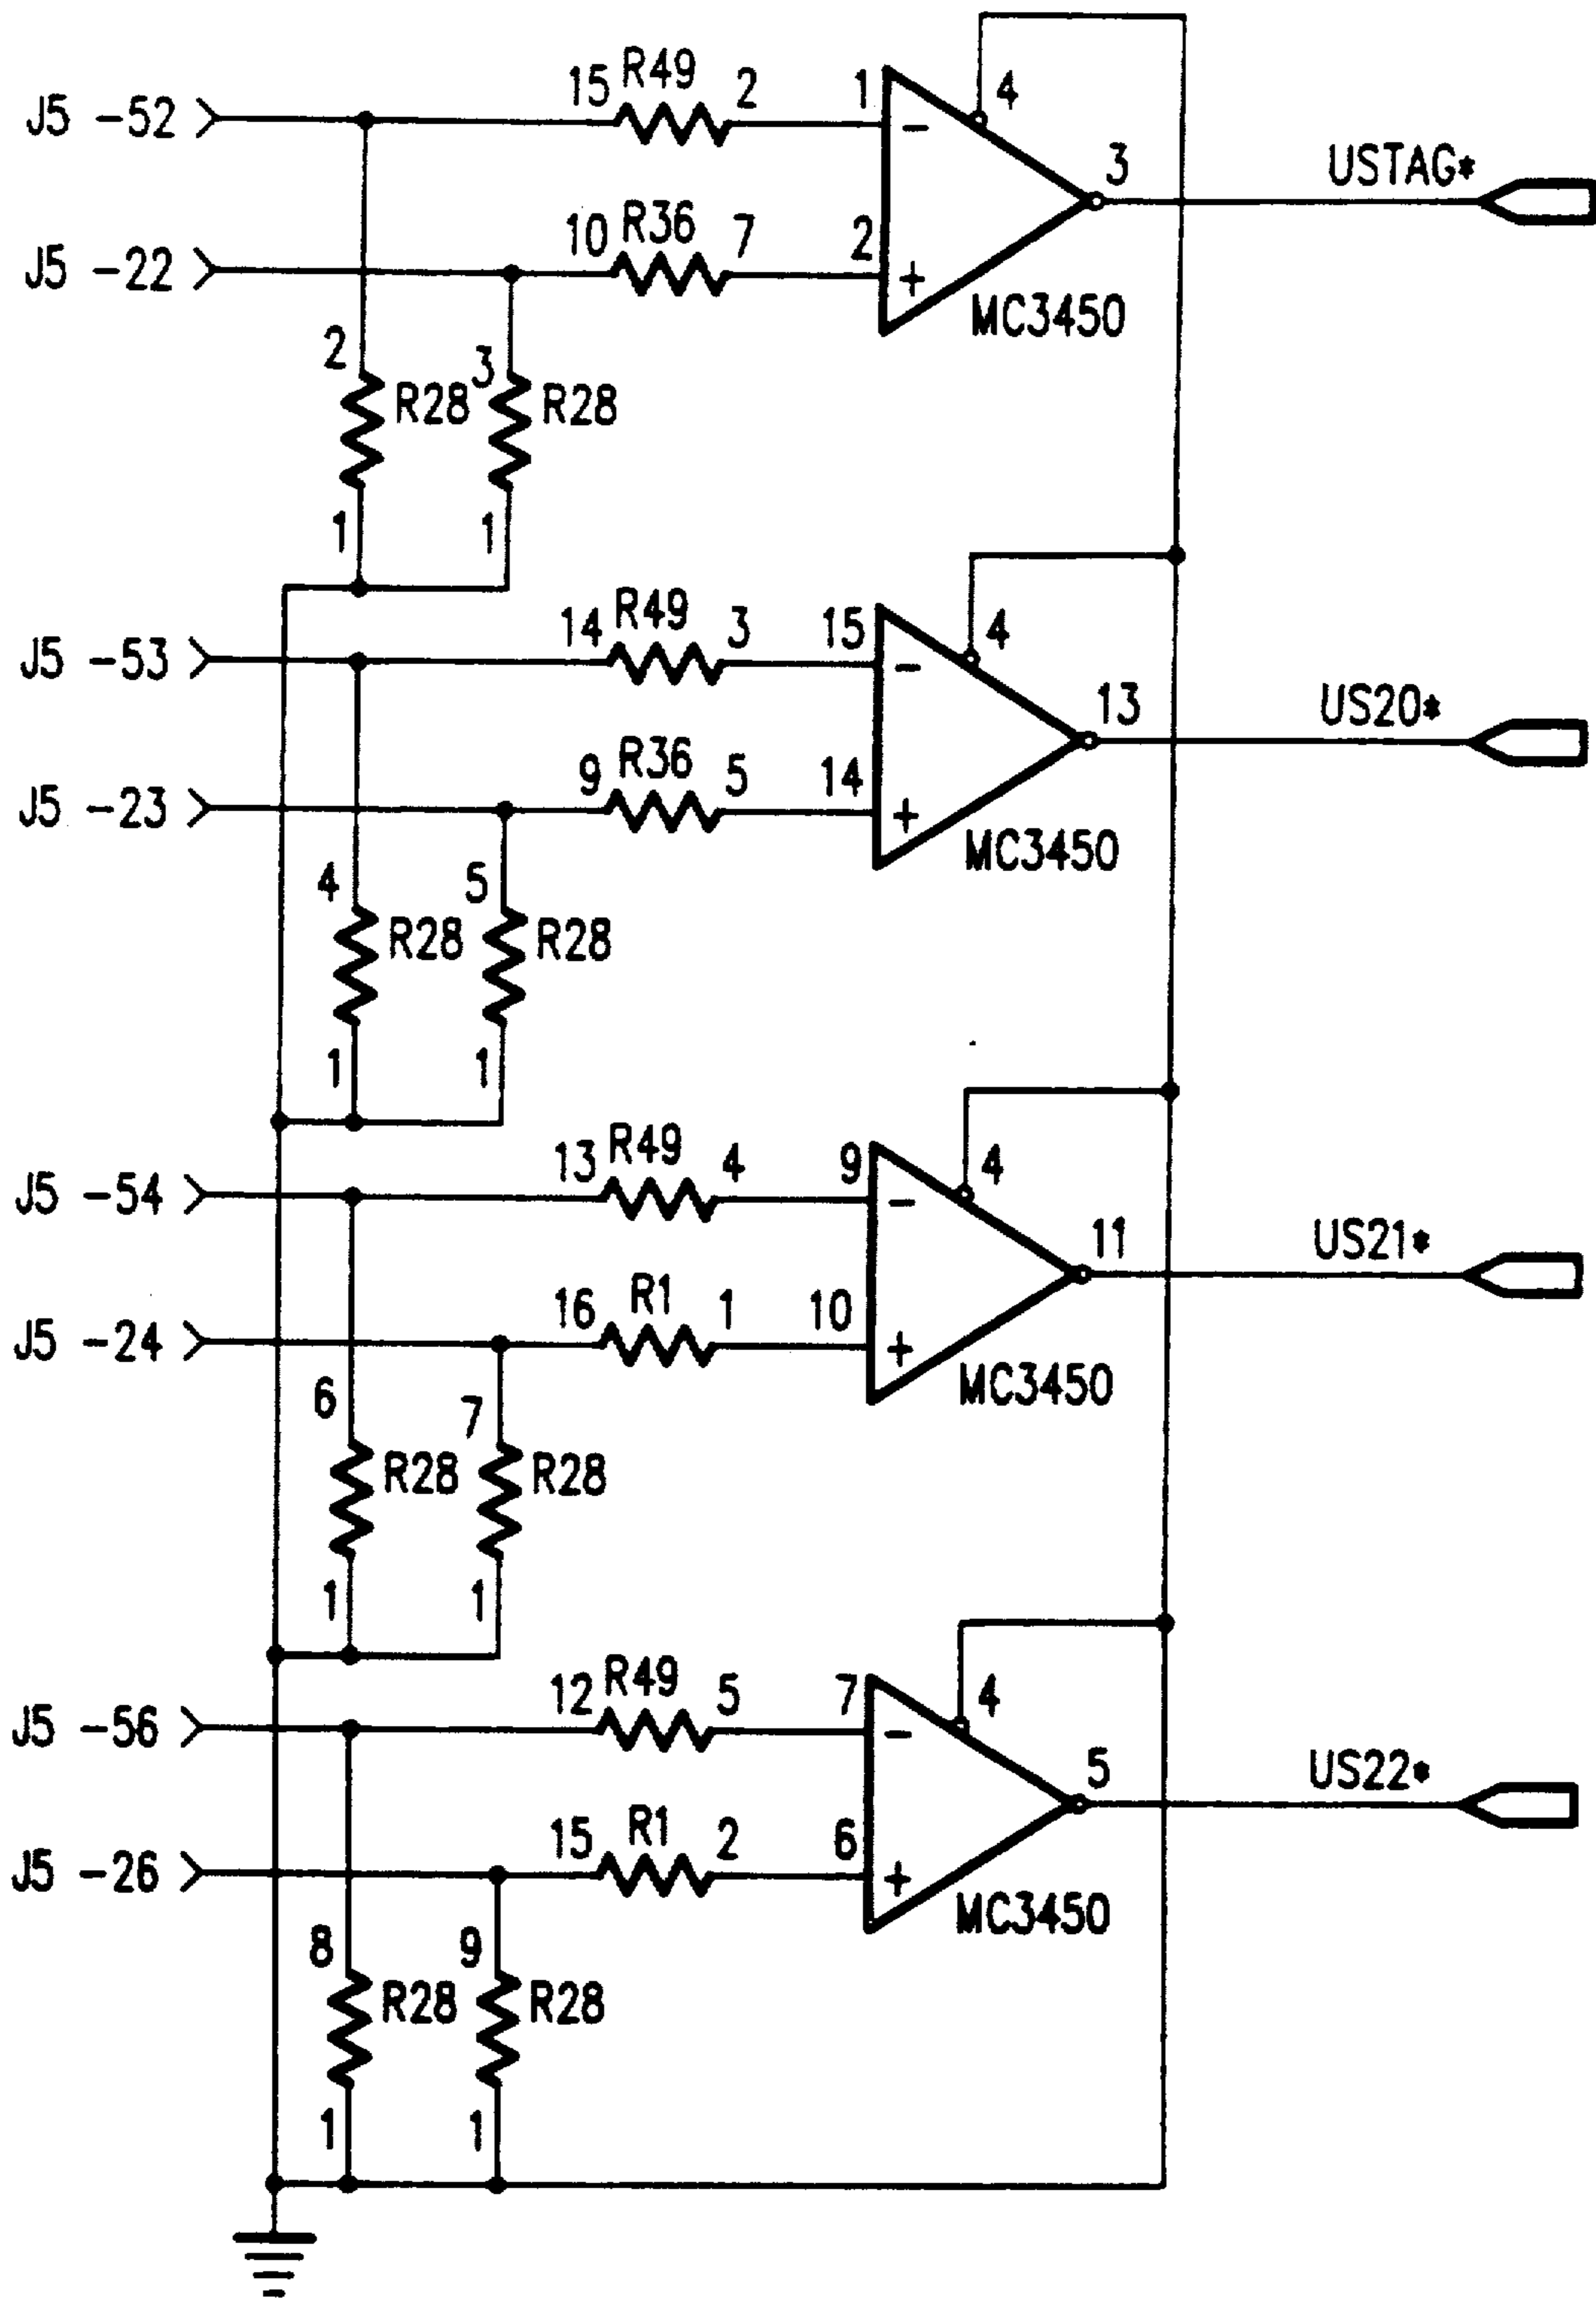 J5 -52 15 R49 2 1 - 4
3 USTAG*
J5 -22 10 R36 7 2 +
MC3450
2 R28 3 R28
1 1
J5 -53 14 R49 3 15 - 4
13 US20*
J5 -23 9 R36 5 14 +
MC3450
4 R28 5 R28
1 1
J5 -54 13 R49 4 9 - 4
11 US21*
J5 -24 16 R1 1 10 +
MC3450
6 R28 7 R28
1 1
J5 -56 12 R49 5 7 - 4
5 US22*
J5 -26 15 R1 2 6 +
MC3450
8 R28 9 R28
1 1